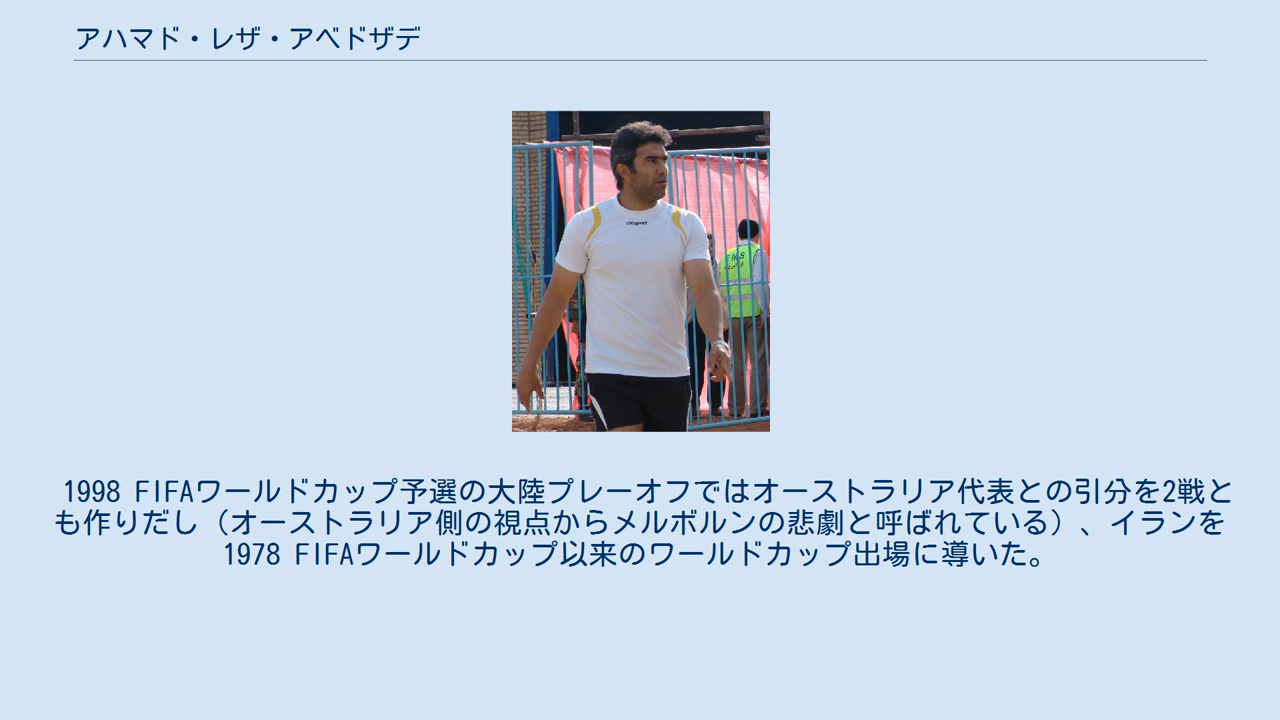 アハマド・レザ・アベドザデ
uhlsport
EMS
1998 FIFAワールドカップ予選の大陸プレーオフではオーストラリア代表との引分を2戦と
も作りだし（オーストラリア側の視点からメルボルンの悲劇と呼ばれている）、イランを
1978 FIFAワールドカップ以来のワールドカップ出場に導いた。